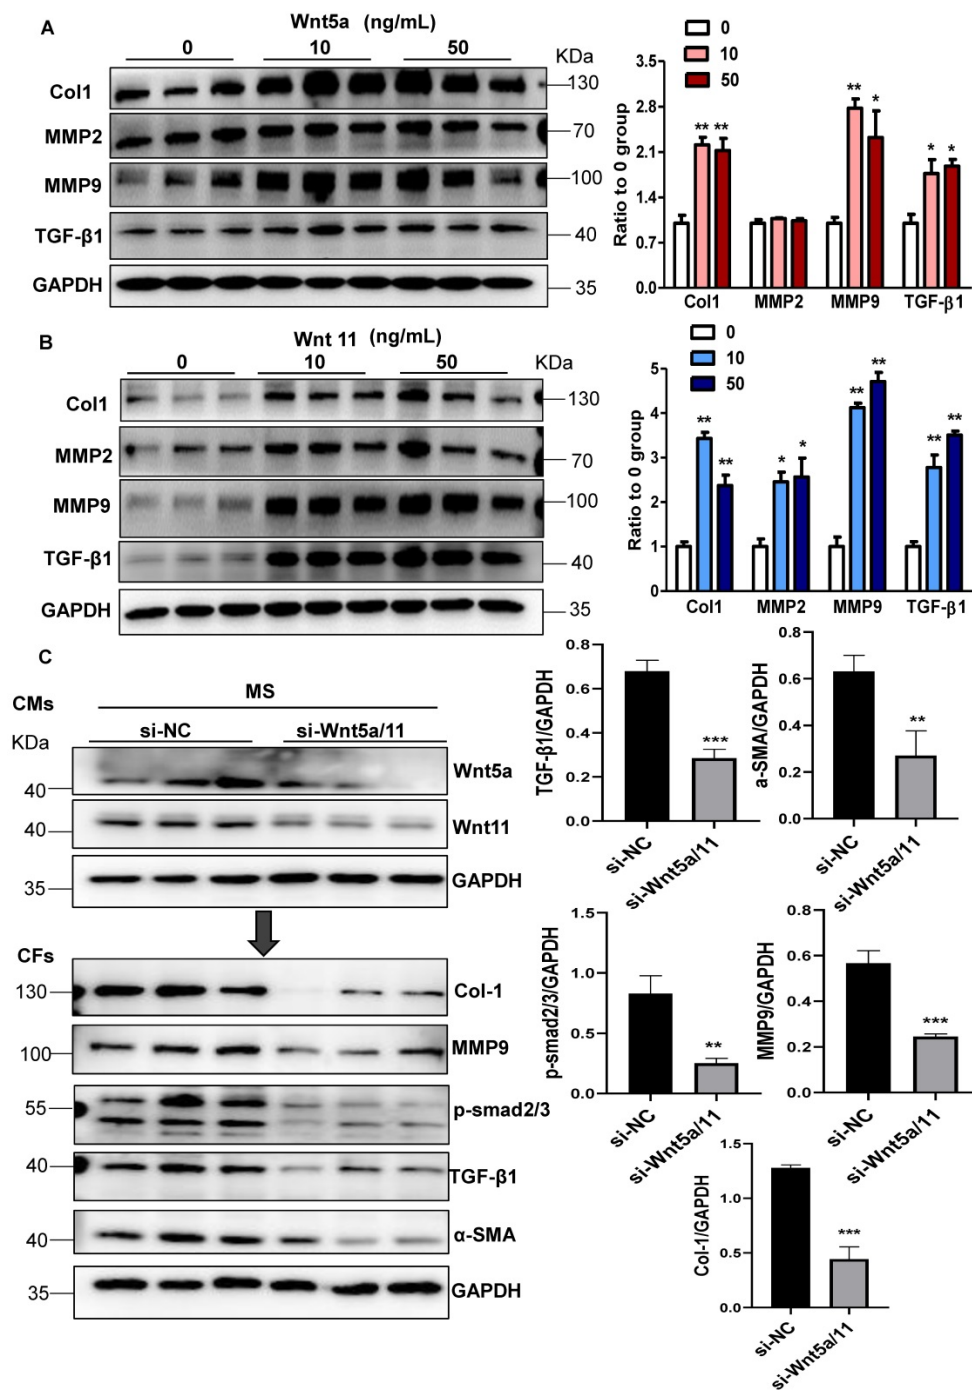 A
Wnt5a (ng/mL)
0 10 50 KDa
Col1 130
MMP2 70
MMP9 100
TGF-β1 40
GAPDH 35
0
10
50
Ratio to 0 group
3.5
2.8
2.1
1.4
0.7
0.0
** **
** *
* *
Col1 MMP2 MMP9 TGF-β1
B
Wnt 11 (ng/mL)
0 10 50 KDa
Col1 130
MMP2 70
MMP9 100
TGF-β1 40
GAPDH 35
0
10
50
Ratio to 0 group
5
4
3
2
1
0
** **
* *
** **
** **
Col1 MMP2 MMP9 TGF-β1
C
CMs MS
KDa si-NC si-Wnt5a/11
40 Wnt5a
40 Wnt11
35 GAPDH
CFs
130 Col-1
100 MMP9
55 p-smad2/3
40 TGF-β1
40 α-SMA
35 GAPDH
TGF-β1/GAPDH
0.8
0.6
0.4
0.2
0.0
***
si-NC si-Wnt5a/11
a-SMA/GAPDH
0.8
0.6
0.4
0.2
0.0
**
si-NC si-Wnt5a/11
p-smad2/3/GAPDH
1.5
1.0
0.5
0.0
**
si-NC si-Wnt5a/11
MMP9/GAPDH
0.8
0.6
0.4
0.2
0.0
***
si-NC si-Wnt5a/11
Col-1/GAPDH
1.5
1.0
0.5
0.0
***
si-NC si-Wnt5a/11